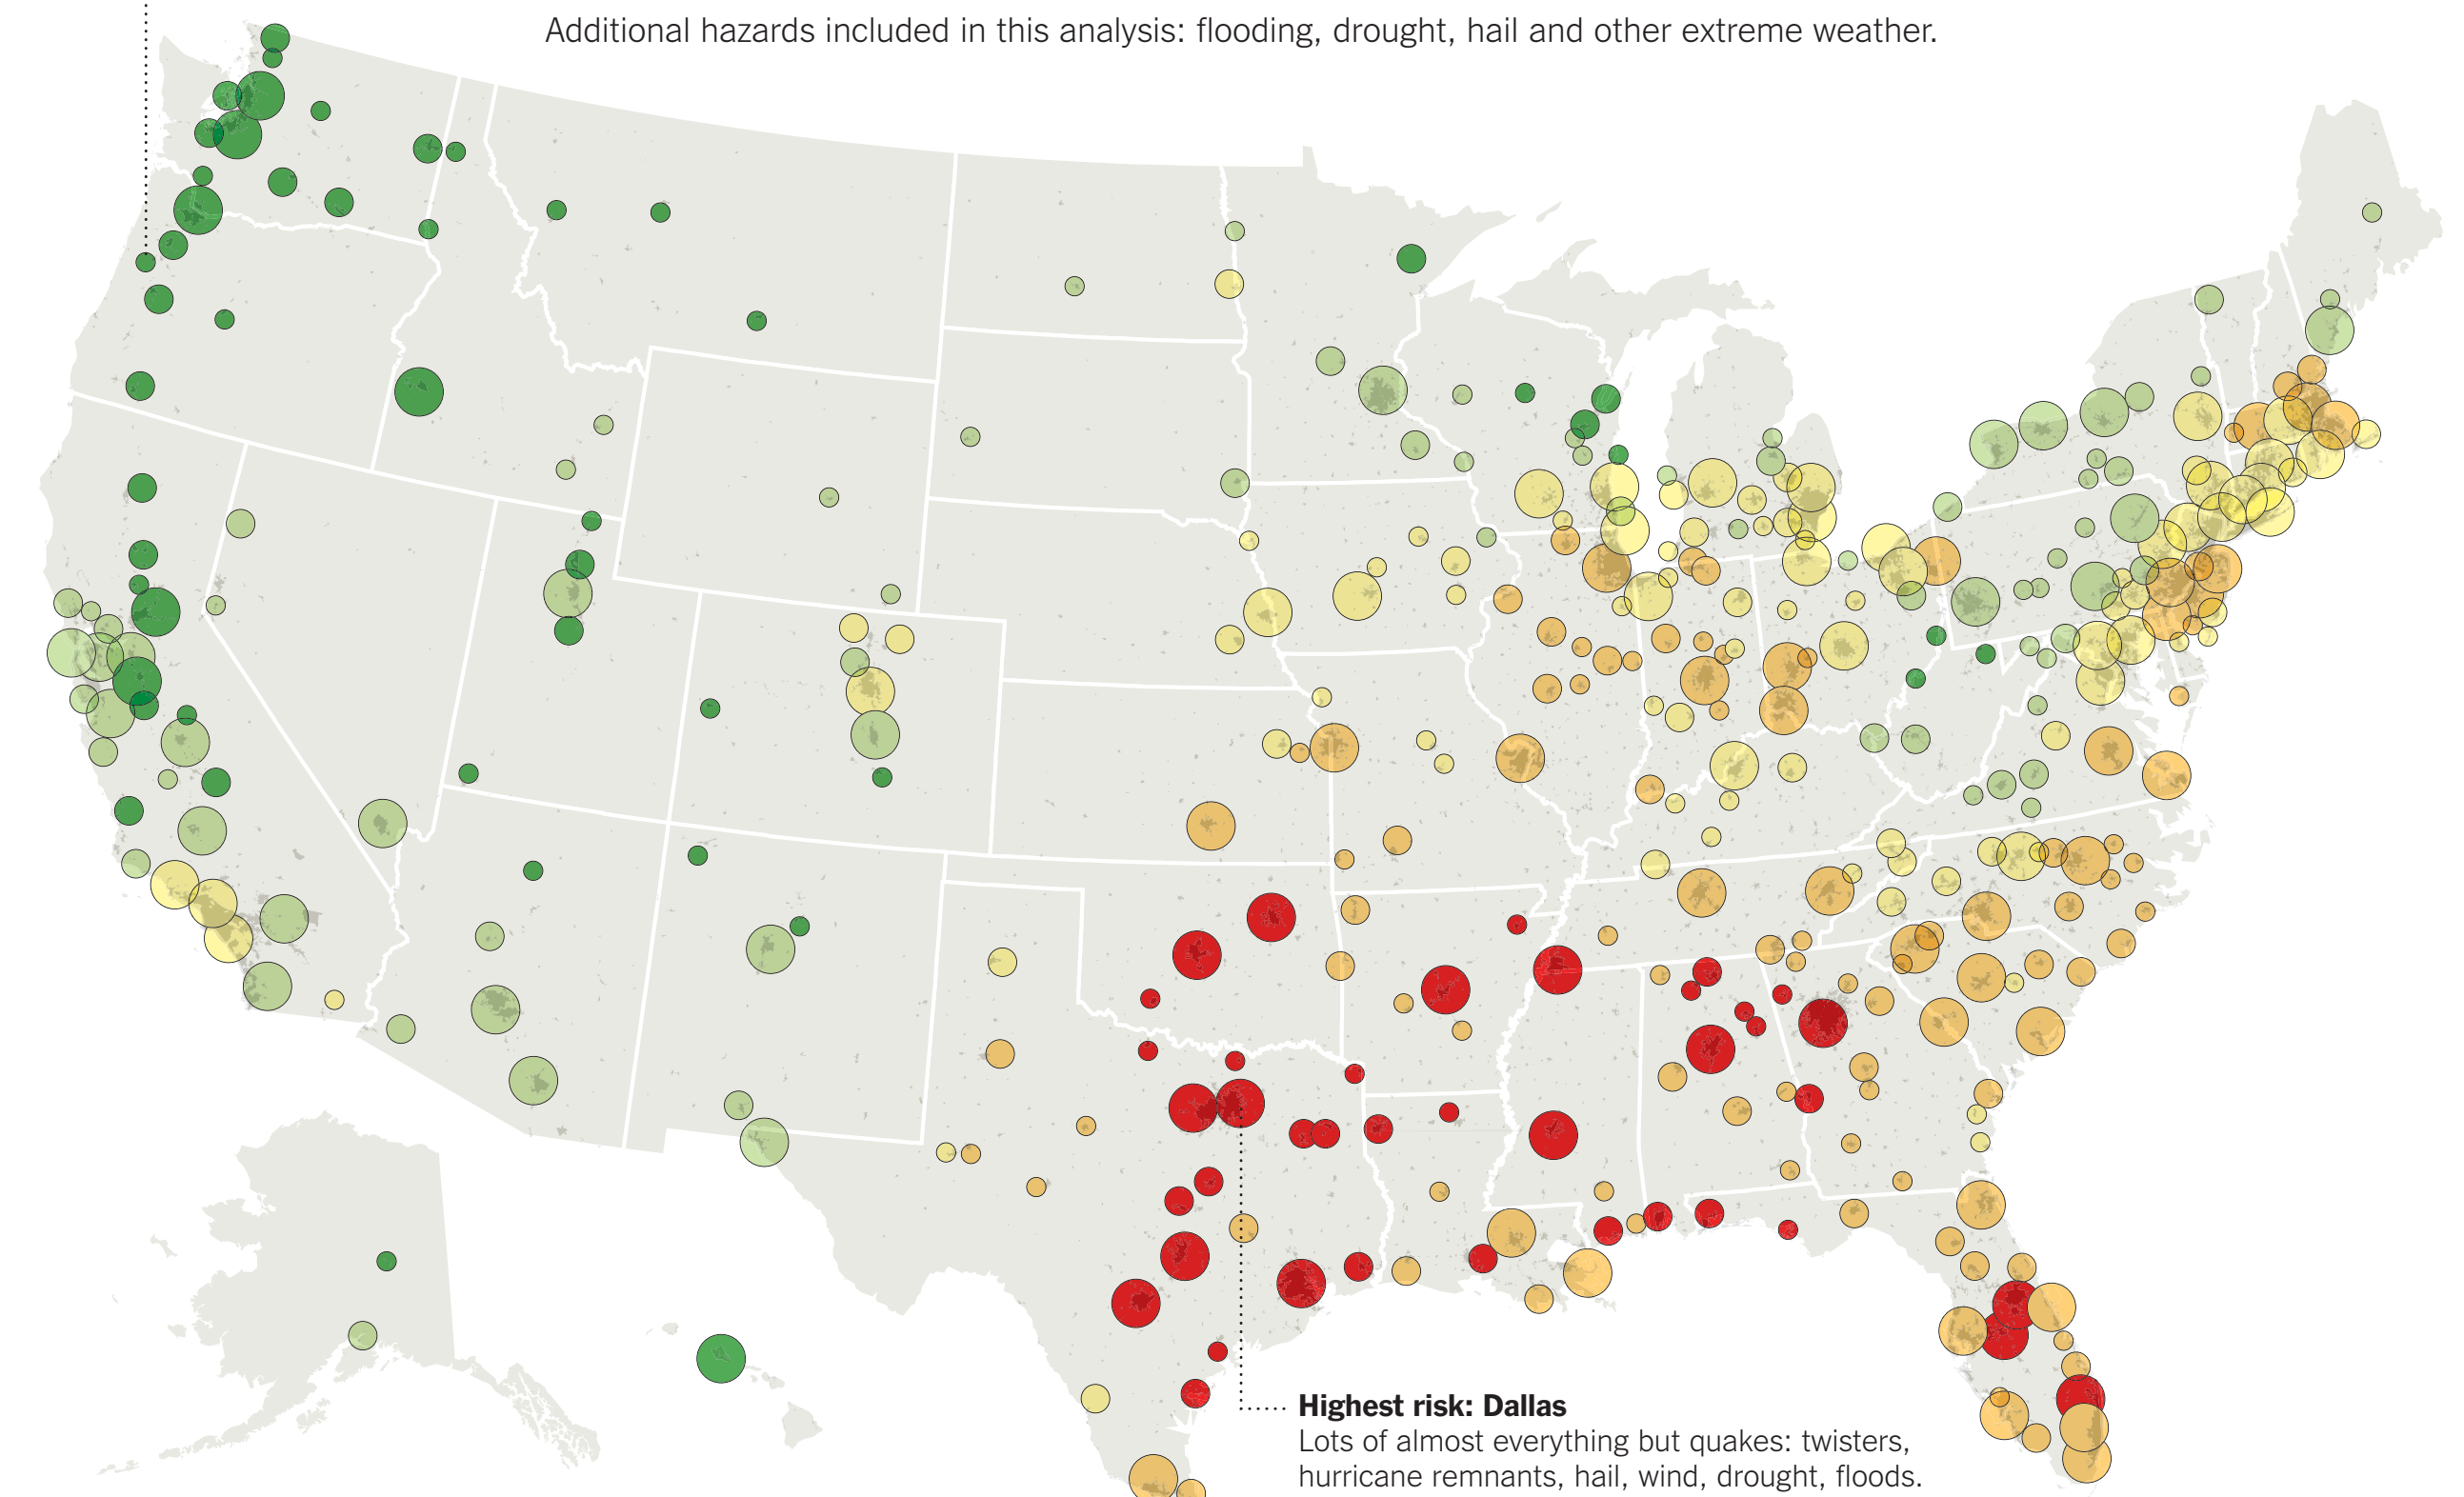 Additional hazards included in this analysis: flooding, drought, hail and other extreme weather.
Highest risk: Dallas
Lots of almost everything but quakes: twisters,
hurricane remnants, hail, wind, drought, floods.